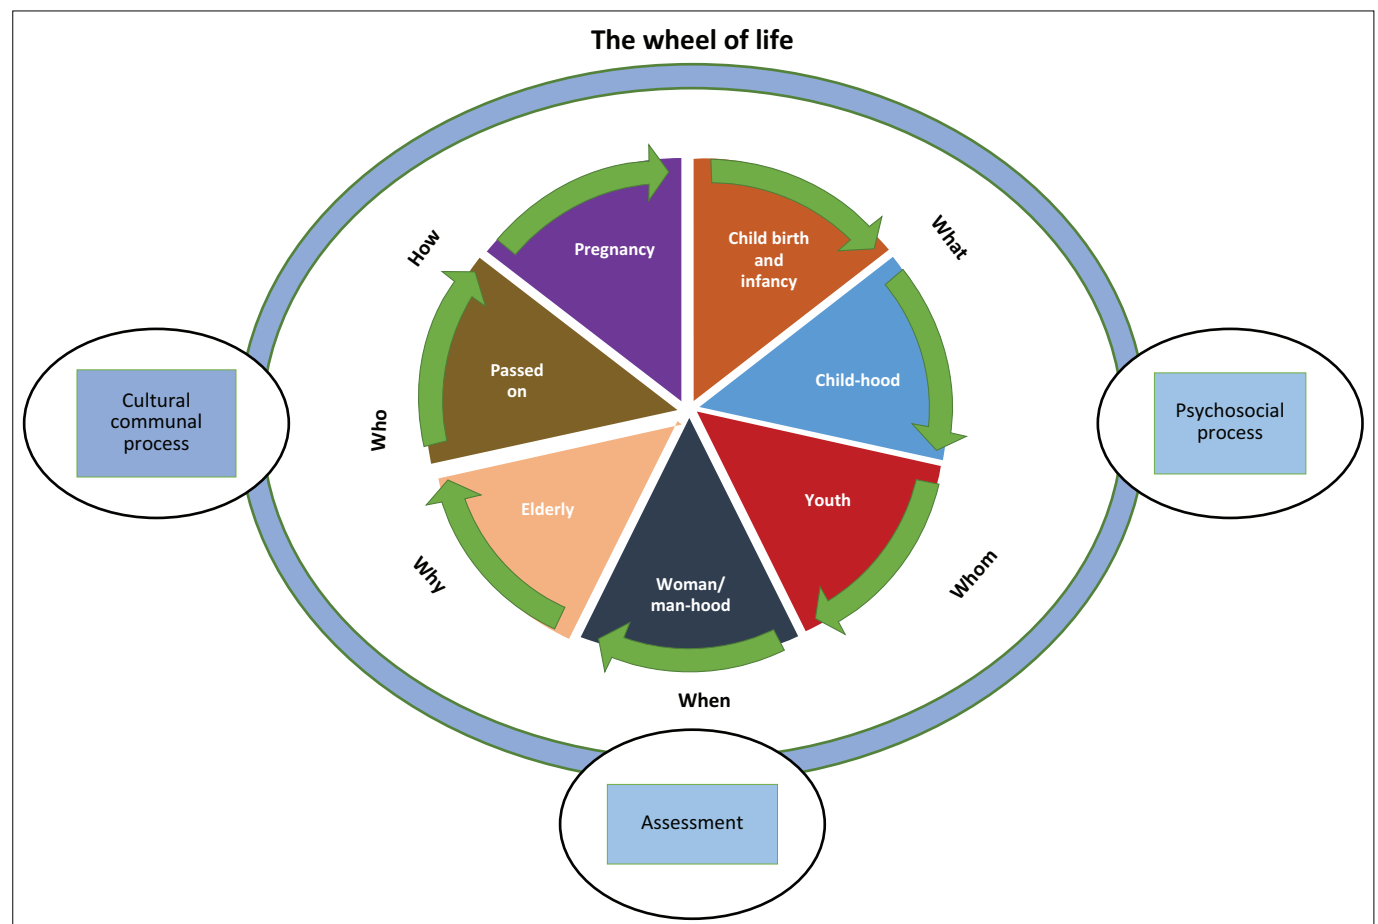 The wheel of life
How
Pregnancy
Child birth
and
infancy
What
Cultural
communal
process
Who
Passed
on
Child-hood
Psychosocial
process
Elderly
Youth
Why
Woman/
man-hood
Whom
When
Assessment